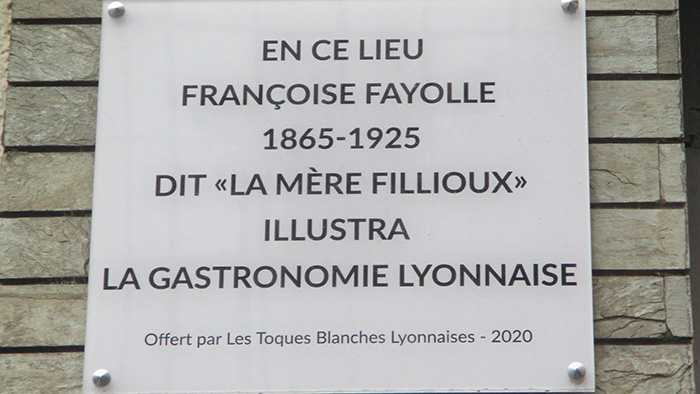 EN CE LIEU
FRANÇOISE FAYOLLE
1865-1925
DIT «LA MÈRE FILLIOUX»
ILLUSTRA
LA GASTRONOMIE LYONNAISE
Offert par Les Toques Blanches Lyonnaises - 2020